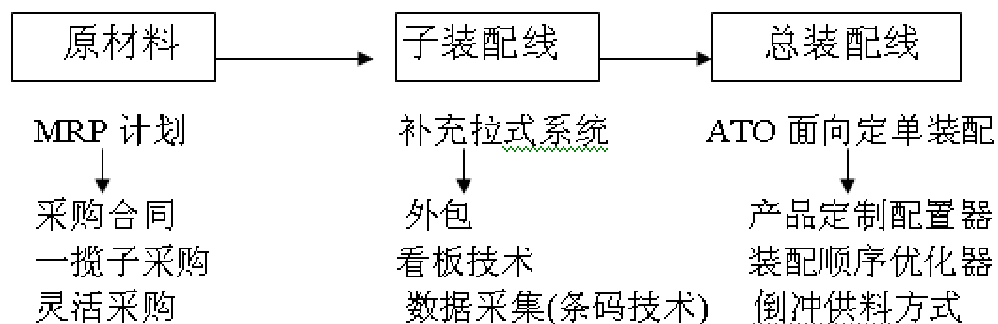 原材料 子装配线 总装配线
MRP 计划 补充拉式系统 ATO 面向定单装配
采购合同 外包 产品定制配置器
一揽子采购 看板技术 装配顺序优化器
灵活采购 数据采集(条码技术) 倒冲供料方式